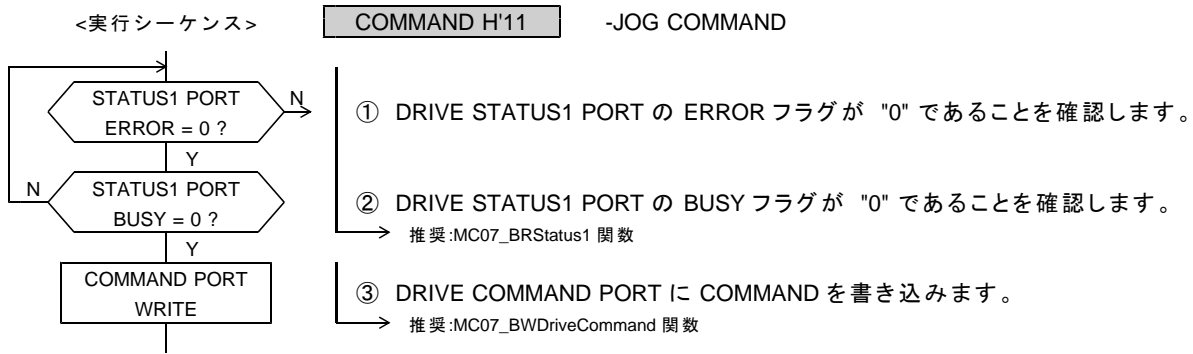 <実行シーケンス>
COMMAND H'11
-JOG COMMAND
STATUS1 PORT
ERROR = 0 ?
N
Y
① DRIVE STATUS1 PORT の ERROR フラグが "0" であることを確認します。
N
STATUS1 PORT
BUSY = 0 ?
Y
② DRIVE STATUS1 PORT の BUSY フラグが "0" であることを確認します。
推奨:MC07_BRStatus1 関数
COMMAND PORT
WRITE
③ DRIVE COMMAND PORT に COMMAND を書き込みます。
推奨:MC07_BWDriveCommand 関数